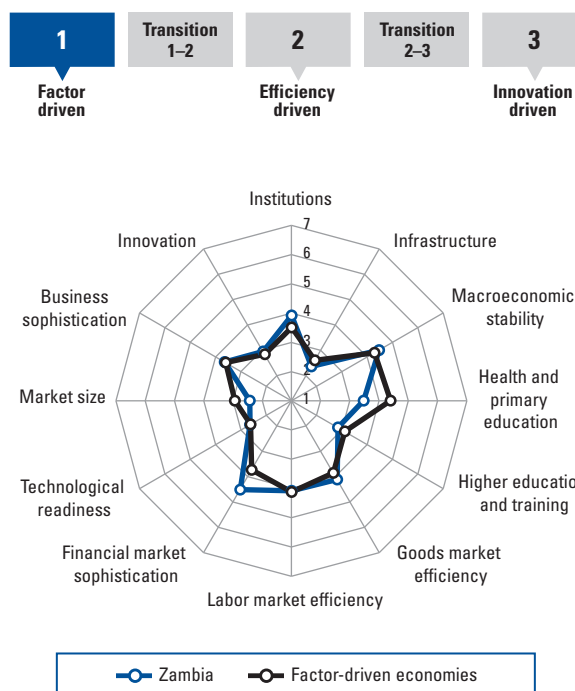 1
Transition
1–2
2
Transition
2–3
3
Factor
driven
Efficiency
driven
Innovation
driven
Institutions
7
6
5
4
3
2
1
Infrastructure
Macroeconomic
stability
Health and
primary
education
Higher educatio
and training
Goods market
efficiency
Labor market efficiency
Financial market
sophistication
Technological
readiness
Market size
Business
sophistication
Innovation
Zambia
Factor-driven economies